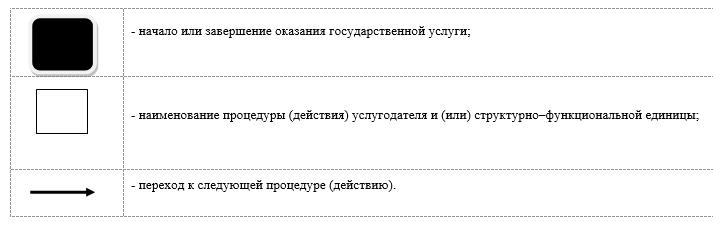 - начало или завершение оказания государственной услуги;
- наименование процедуры (действия) услугодателя и (или) структурно–функциональной единицы;
- переход к следующей процедуре (действию).